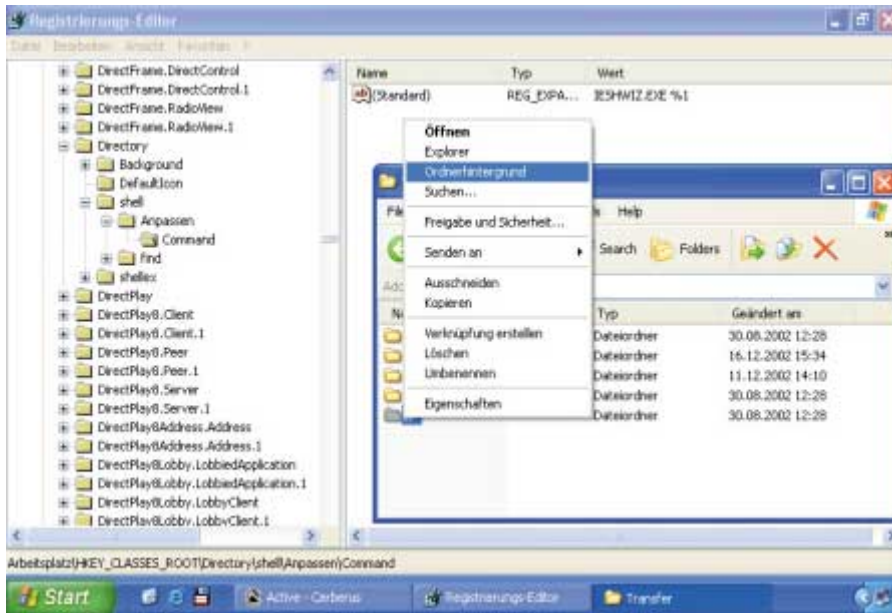 Registrierungs-Editor
Datei Bearbeiten Ansicht Favoriten ?
DirectFrame.DirectControl
DirectFrame.DirectControl.1
DirectFrame.RadioView
DirectFrame.RadioView.1
Directory
Background
DefaultIcon
shell
Anpassen
Command
find
shellex
DirectPlay
DirectPlay8.Client
DirectPlay8.Client.1
DirectPlay8.Peer
DirectPlay8.Peer.1
DirectPlay8.Server
DirectPlay8.Server.1
DirectPlay8Address.Address
DirectPlay8Address.Address.1
DirectPlay8Lobby.LobbiedApplication
DirectPlay8Lobby.LobbiedApplication.1
DirectPlay8Lobby.LobbyClient
DirectPlay8Lobby.LobbyClient.1
Name Typ Wert
(Standard) REG_EXPA... IESHWIZ.EXE %1
Öffnen
Explorer
Ordnerhintergrund
Suchen...
Freigabe und Sicherheit...
Senden an
Ausschneiden
Kopieren
Verknüpfung erstellen
Löschen
Umbenennen
Eigenschaften
Help
Search Folders
Typ Geändert am
Dateiordner 30.08.2002 12:28
Dateiordner 16.12.2002 15:34
Dateiordner 11.12.2002 14:10
Dateiordner 30.08.2002 12:28
Dateiordner 30.08.2002 12:28
Arbeitsplatz\HKEY_CLASSES_ROOT\Directory\shell\Anpassen\Command
Start Active - Cerberus Registrierungs-Editor Transfer